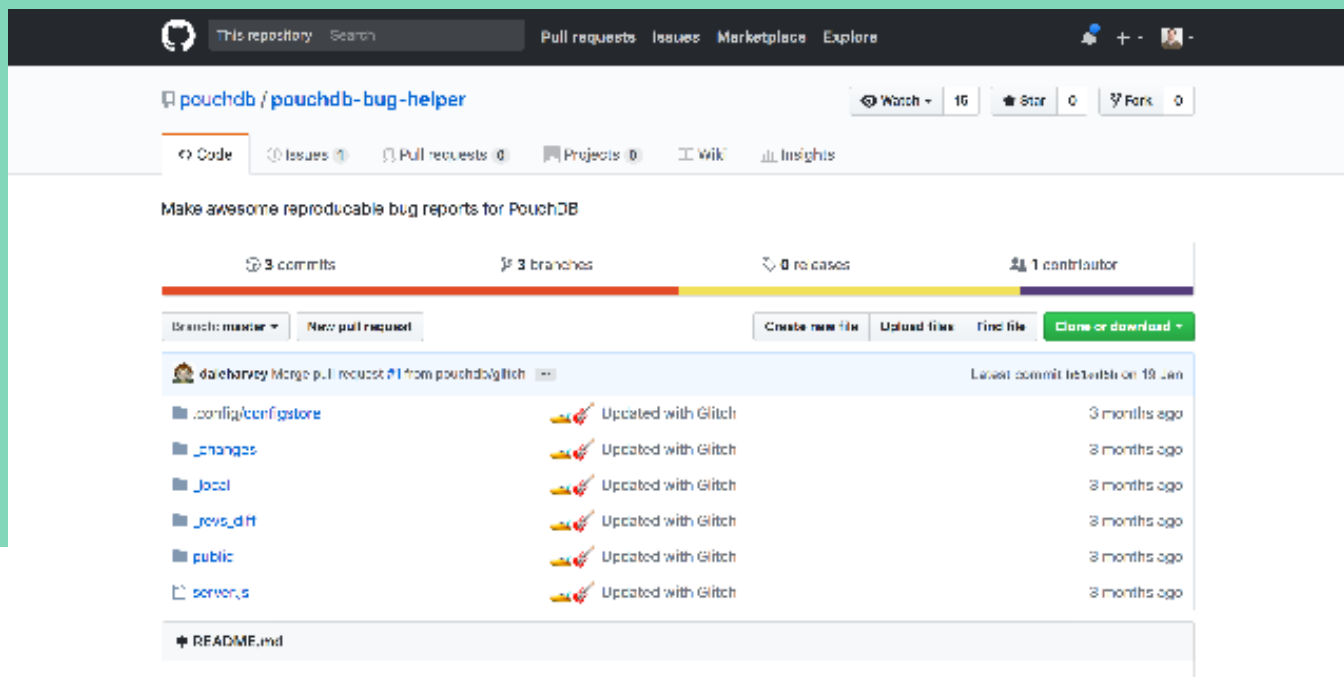 This repository Search Pull requests Issues Marketplace Explore
pouchdb / pouchdb-bug-helper Watch 15 Star 0 Fork 0
Code Issues 1 Pull requests 0 Projects 0 Wiki Insights
Make awesome reproducable bug reports for PouchDB
3 commits 3 branches 0 releases 1 contributor
Branch: master New pull request Create new file Upload files Find file Clone or download
daleharvey Merge pull request #1 from pouchdb/glitch ... Latest commit on 19 Jan
.config/configstore Updated with Glitch 3 months ago
_changes Updated with Glitch 3 months ago
_local Updated with Glitch 3 months ago
_revs_diff Updated with Glitch 3 months ago
public Updated with Glitch 3 months ago
server.js Updated with Glitch 3 months ago
README.md